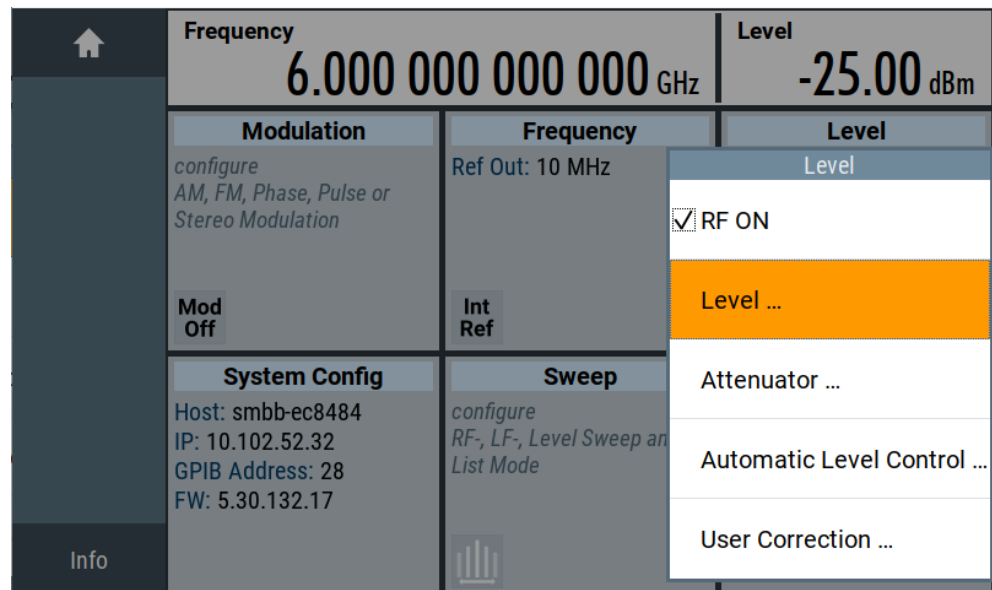 Frequency
6.000 000 000 000 GHz
Level
-25.00 dBm
Modulation
configure
AM, FM, Phase, Pulse or
Stereo Modulation
Mod
Off
Frequency
Ref Out: 10 MHz
Int
Ref
Level
Level
RF ON
Level ...
Attenuator ...
Automatic Level Control ...
User Correction ...
System Config
Host: smbb-ec8484
IP: 10.102.52.32
GPIB Address: 28
FW: 5.30.132.17
Sweep
configure
RF-, LF-, Level Sweep an
List Mode
Info